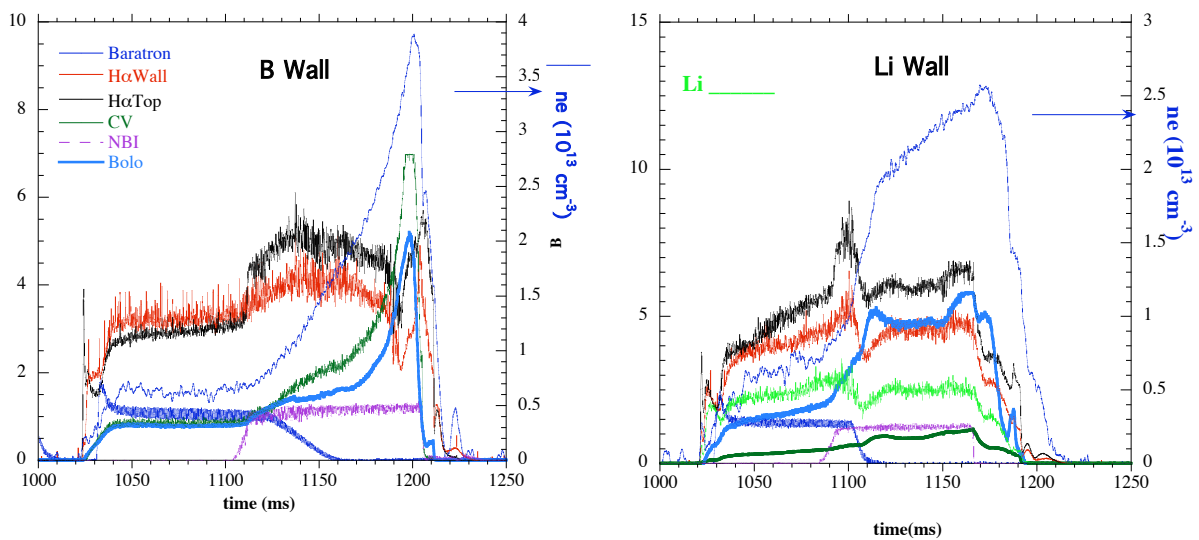 B Wall
Baratron
HαWall
HαTop
CV
NBI
Bolo
10
8
6
4
2
0
4
3.5
3
2.5
2
1.5
1
0.5
0
ne (10¹³ cm⁻³)
B
1000
1050
1100
1150
1200
1250
time (ms)
Li Wall
Li
15
10
5
0
3
2.5
2
1.5
1
0.5
0
ne (10¹³ cm⁻³)
1000
1050
1100
1150
1200
1250
time(ms)